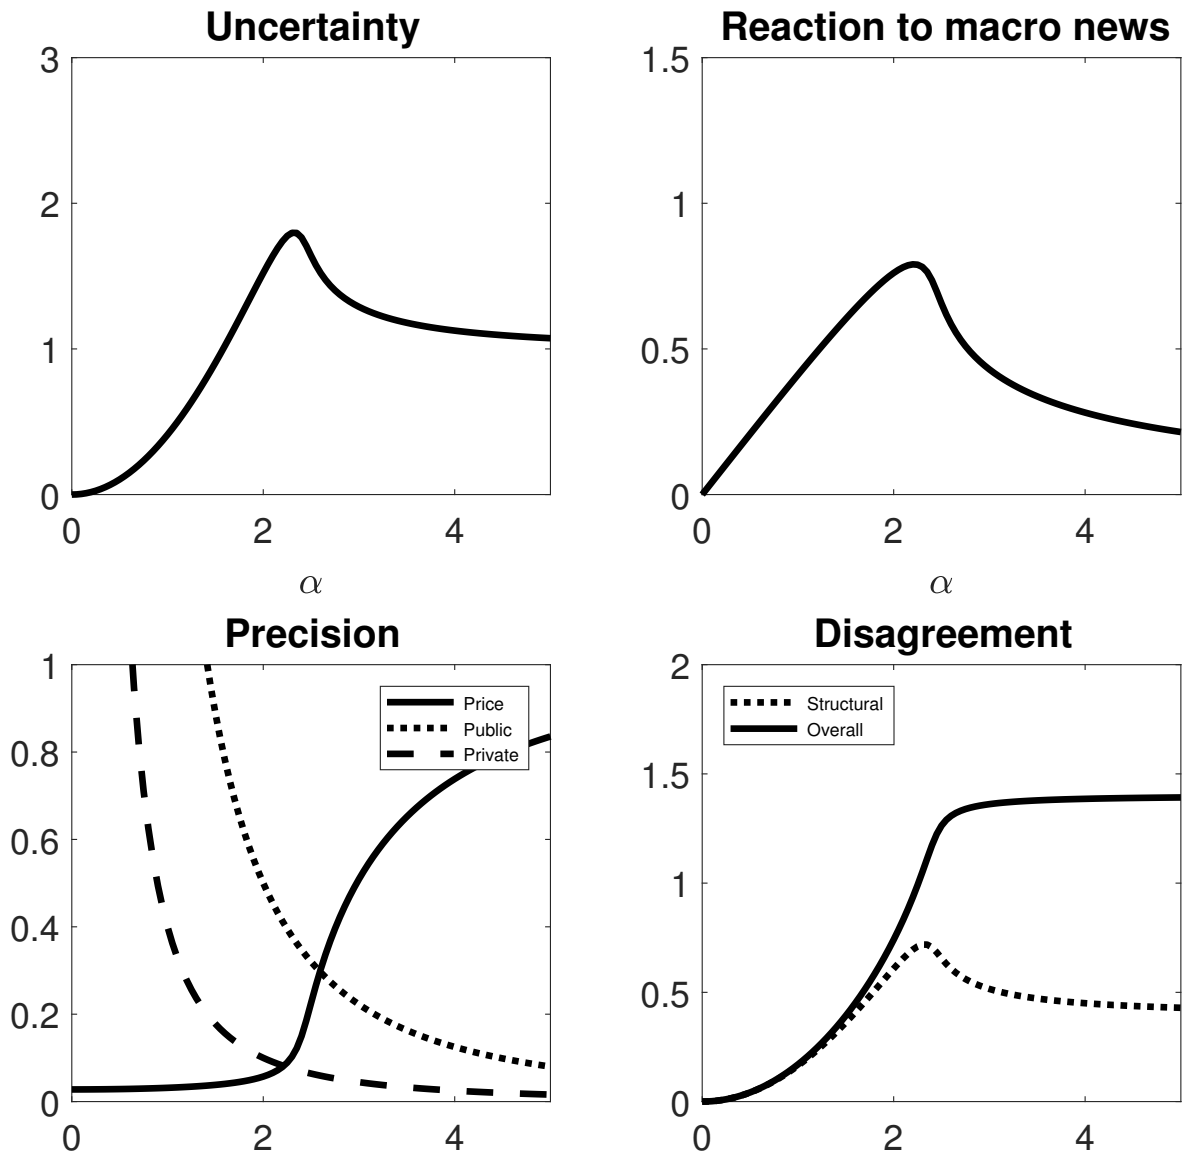 Uncertainty
3
2
1
0
0 2 4
α
Reaction to macro news
1.5
1
0.5
0
0 2 4
α
Precision
1
0.8
0.6
0.4
0.2
0
0 2 4
Price
Public
Private
Disagreement
2
1.5
1
0.5
0
0 2 4
Structural
Overall